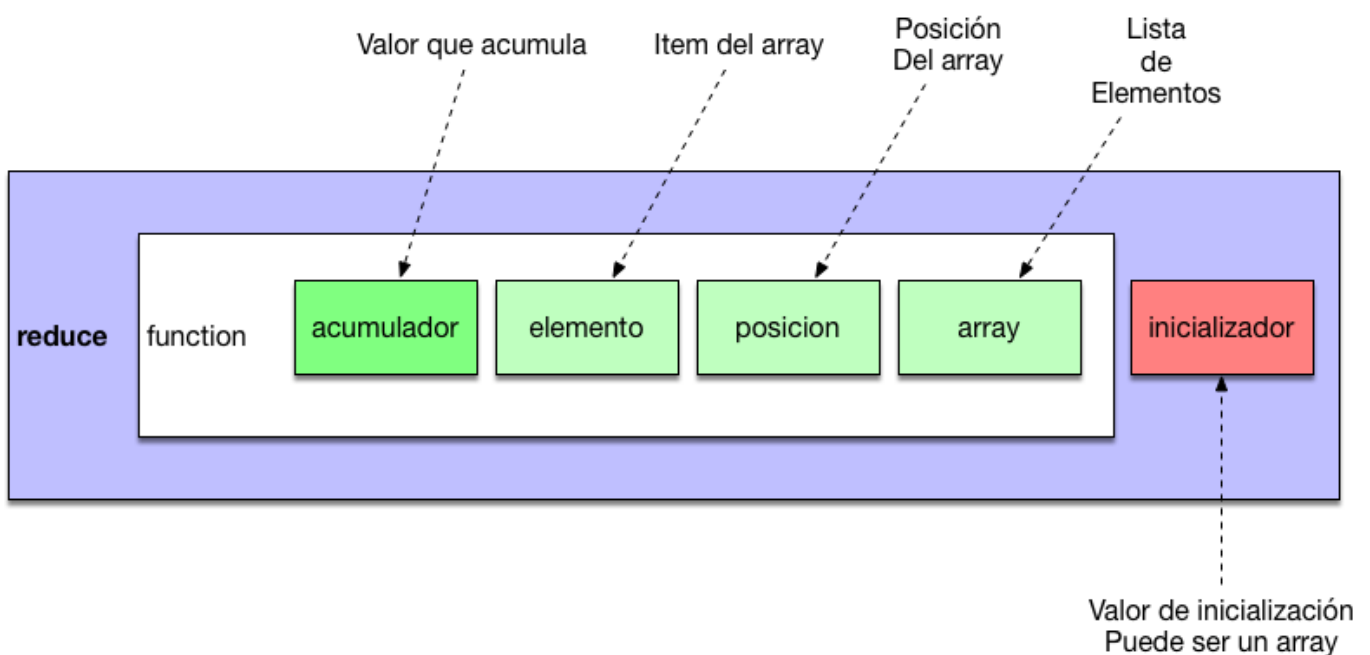 Valor que acumula
Item del array
Posición
Del array
Lista
de
Elementos
reduce
function
acumulador
elemento
posicion
array
inicializador
Valor de inicialización
Puede ser un array